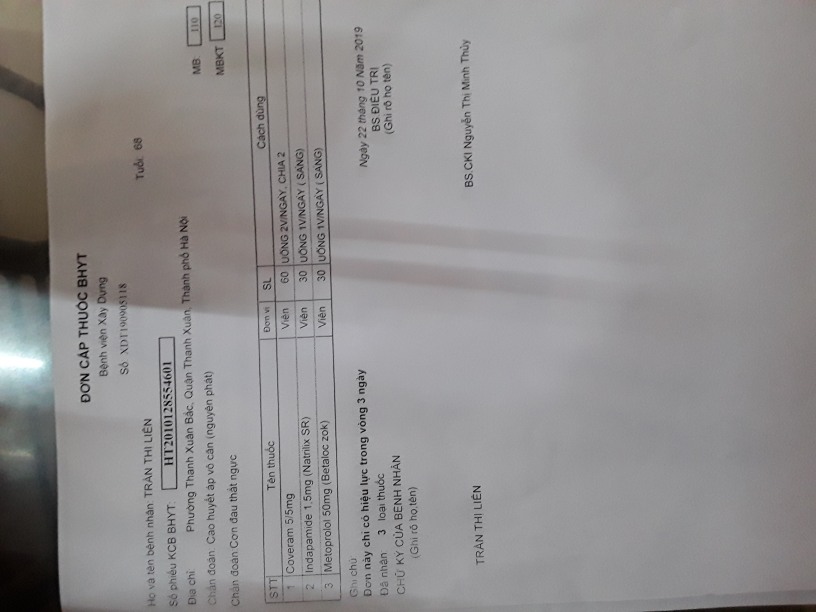 ĐƠN CẤP THUỐC BHYT
Bệnh viện Xây Dựng
Số XDT190905118
MB 110
MBKT 120
Họ và tên bệnh nhân: TRẦN THỊ LIÊN Tuổi: 68
Số phiếu KCB BHYT: HT2010128554601
Địa chỉ Phường Thanh Xuân Bắc, Quận Thanh Xuân, Thành phố Hà Nội
Chẩn đoán: Cao huyết áp vô căn (nguyên phát)
Chẩn đoán:Cơn đau thắt ngực
STT Tên thuốc Đơn vị SL Cách dùng
1 Coveram 5/5mg Viên 60 UỐNG 2V/NGÀY, CHIA 2
2 Indapamide 1,5mg (Natrilix SR) Viên 30 UỐNG 1V/NGÀY ( SÁNG)
3 Metoprolol 50mg (Betaloc zok) Viên 30 UỐNG 1V/NGÀY ( SÁNG)
Ghi chú:
Đơn này chỉ có hiệu lực trong vòng 3 ngày
Đã nhận 3 loại thuốc
CHỮ KÝ CỦA BỆNH NHÂN
(Ghi rõ họ,tên)
TRẦN THỊ LIÊN
Ngày 22 tháng 10 Năm 2019
BS ĐIỀU TRỊ
(Ghi rõ họ tên)
BS.CKI Nguyễn Thị Minh Thủy